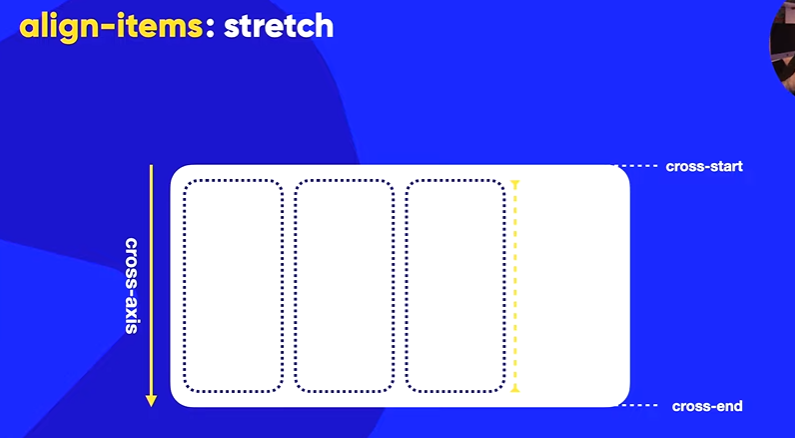 align-items: stretch
cross-start
cross-axis
cross-end